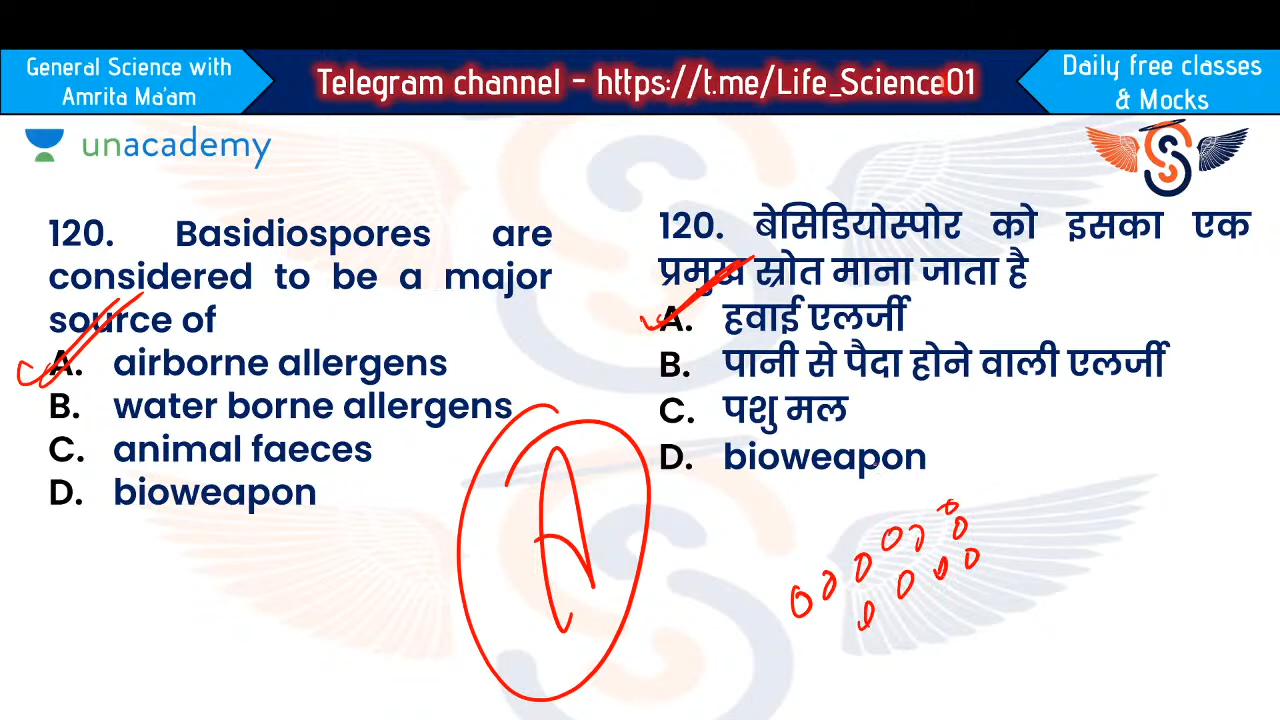 General Science with
Amrita Ma'am
Telegram channel - https://t.me/Life_Science01
Daily free classes
& Mocks
unacademy
120. Basidiospores are
considered to be a major
source of
A. airborne allergens
B. water borne allergens
C. animal faeces
D. bioweapon
A
120. बेसिडियोस्पोर को इसका एक
प्रमुख स्रोत माना जाता है
A. हवाई एलर्जी
B. पानी से पैदा होने वाली एलर्जी
C. पशु मल
D. bioweapon